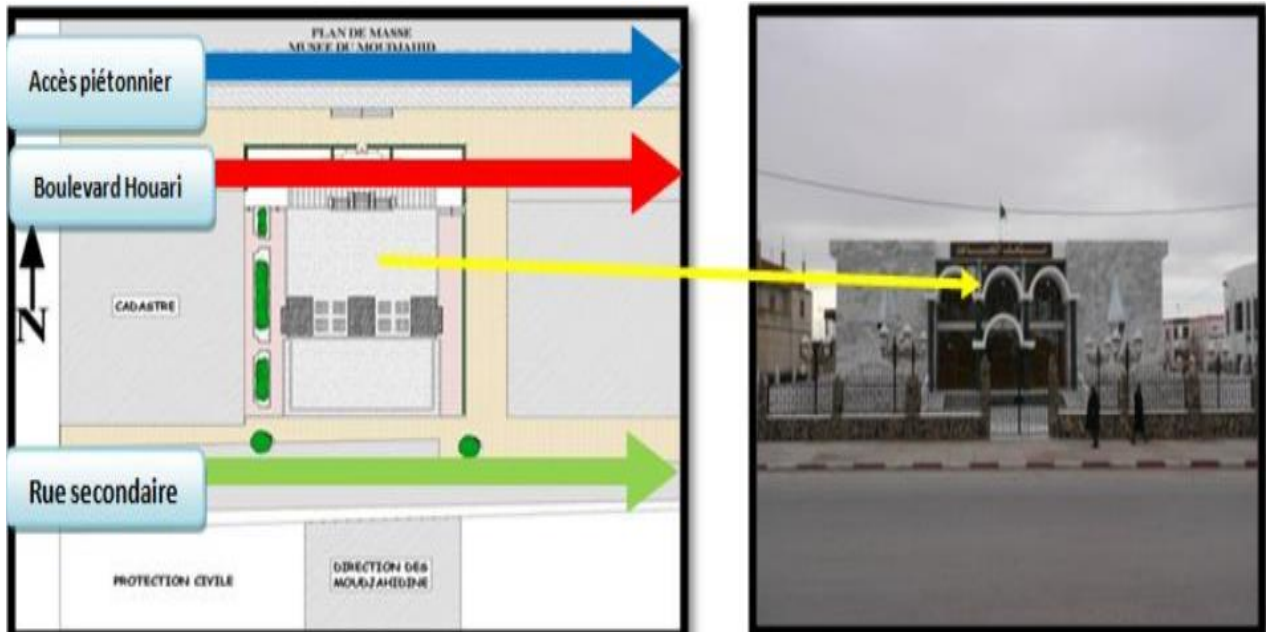 PLAN DE MASSE
MUSEE DU MOUDJAHID
Accès piétonnier
Boulevard Houari
N
CADASTRE
Rue secondaire
PROTECTION CIVILE
DIRECTION DES
MOUDJAHIDINE